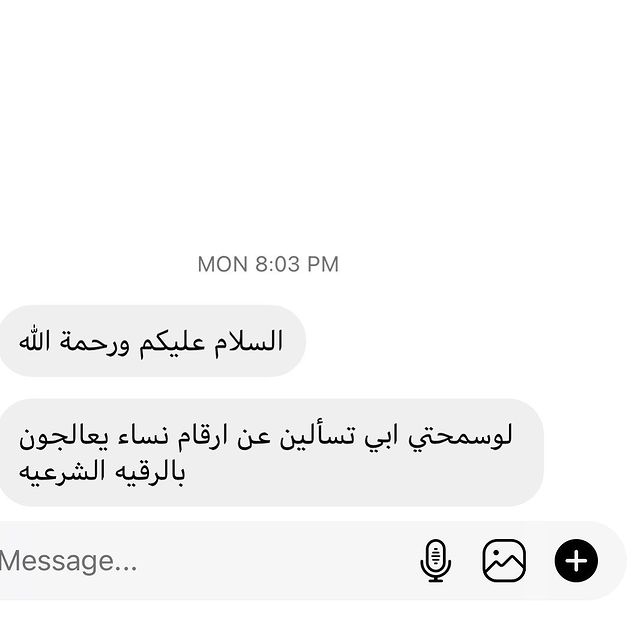 MON 8:03 PM
السلام عليكم ورحمة الله
لوسمحتي ابي تسألين عن ارقام نساء يعالجون
بالرقيه الشرعيه
Message...